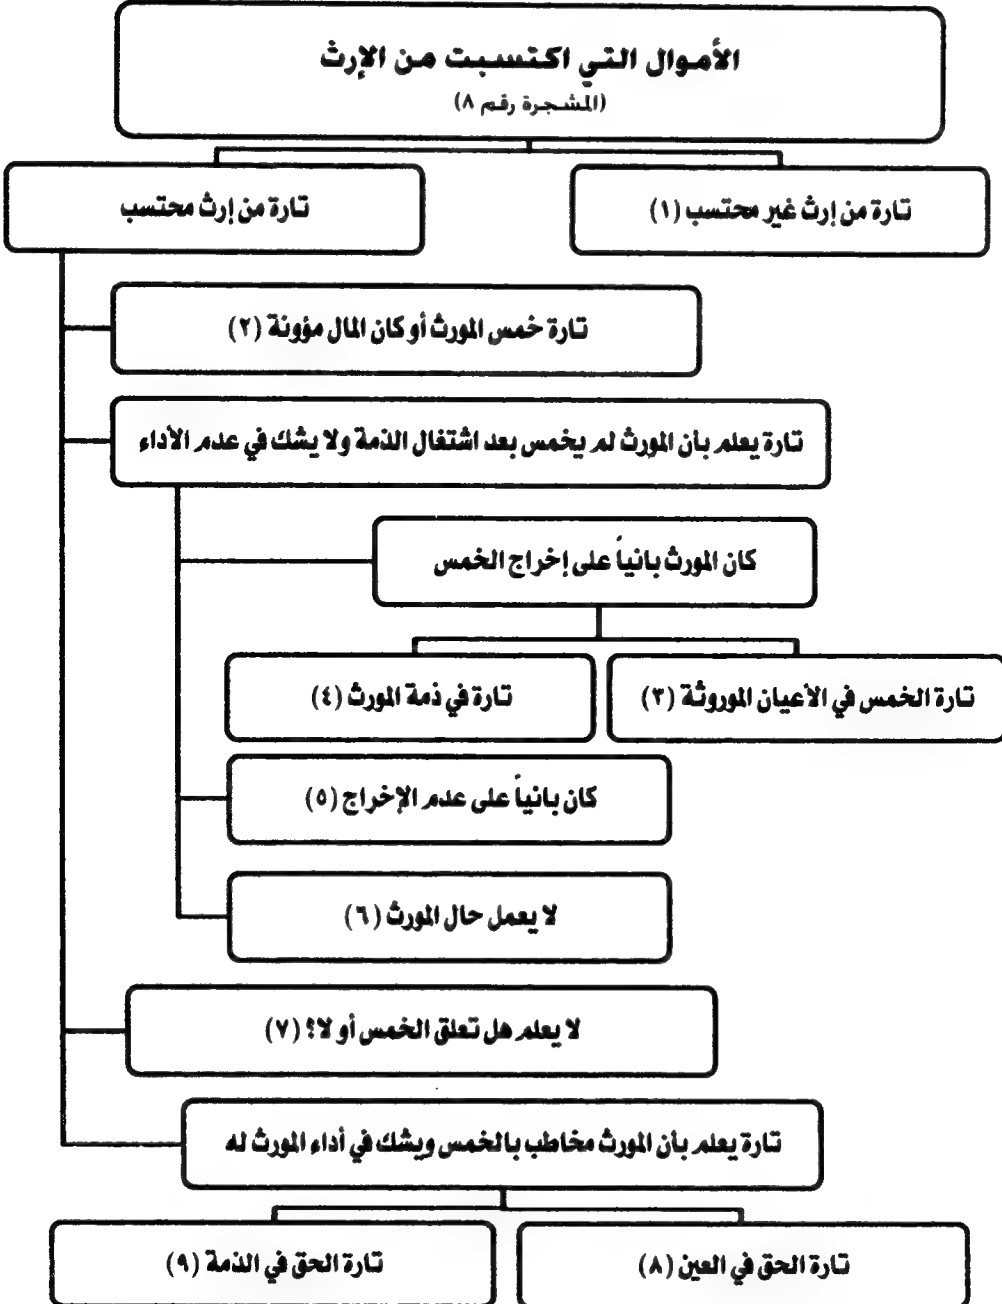 الأموال التي اكتسبت من الإرث
(المشجرة رقم ٨)
تارة من إرث غير محتسب (١)
تارة من إرث محتسب
تارة خمس المورث أو كان المال مؤونة (٢)
تارة يعلم بأن المورث لم يخمس بعد اشتغال الذمة ولا يشك في عدم الأداء
كان المورث بانياً على إخراج الخمس
تارة الخمس في الأعيان الموروثة (٣)
تارة في ذمة المورث (٤)
كان بانياً على عدم الإخراج (٥)
لا يعمل حال المورث (٦)
لا يعلم هل تعلق الخمس أو لا؟ (٧)
تارة يعلم بأن المورث مخاطب بالخمس ويشك في أداء المورث له
تارة الحق في العين (٨)
تارة الحق في الذمة (٩)